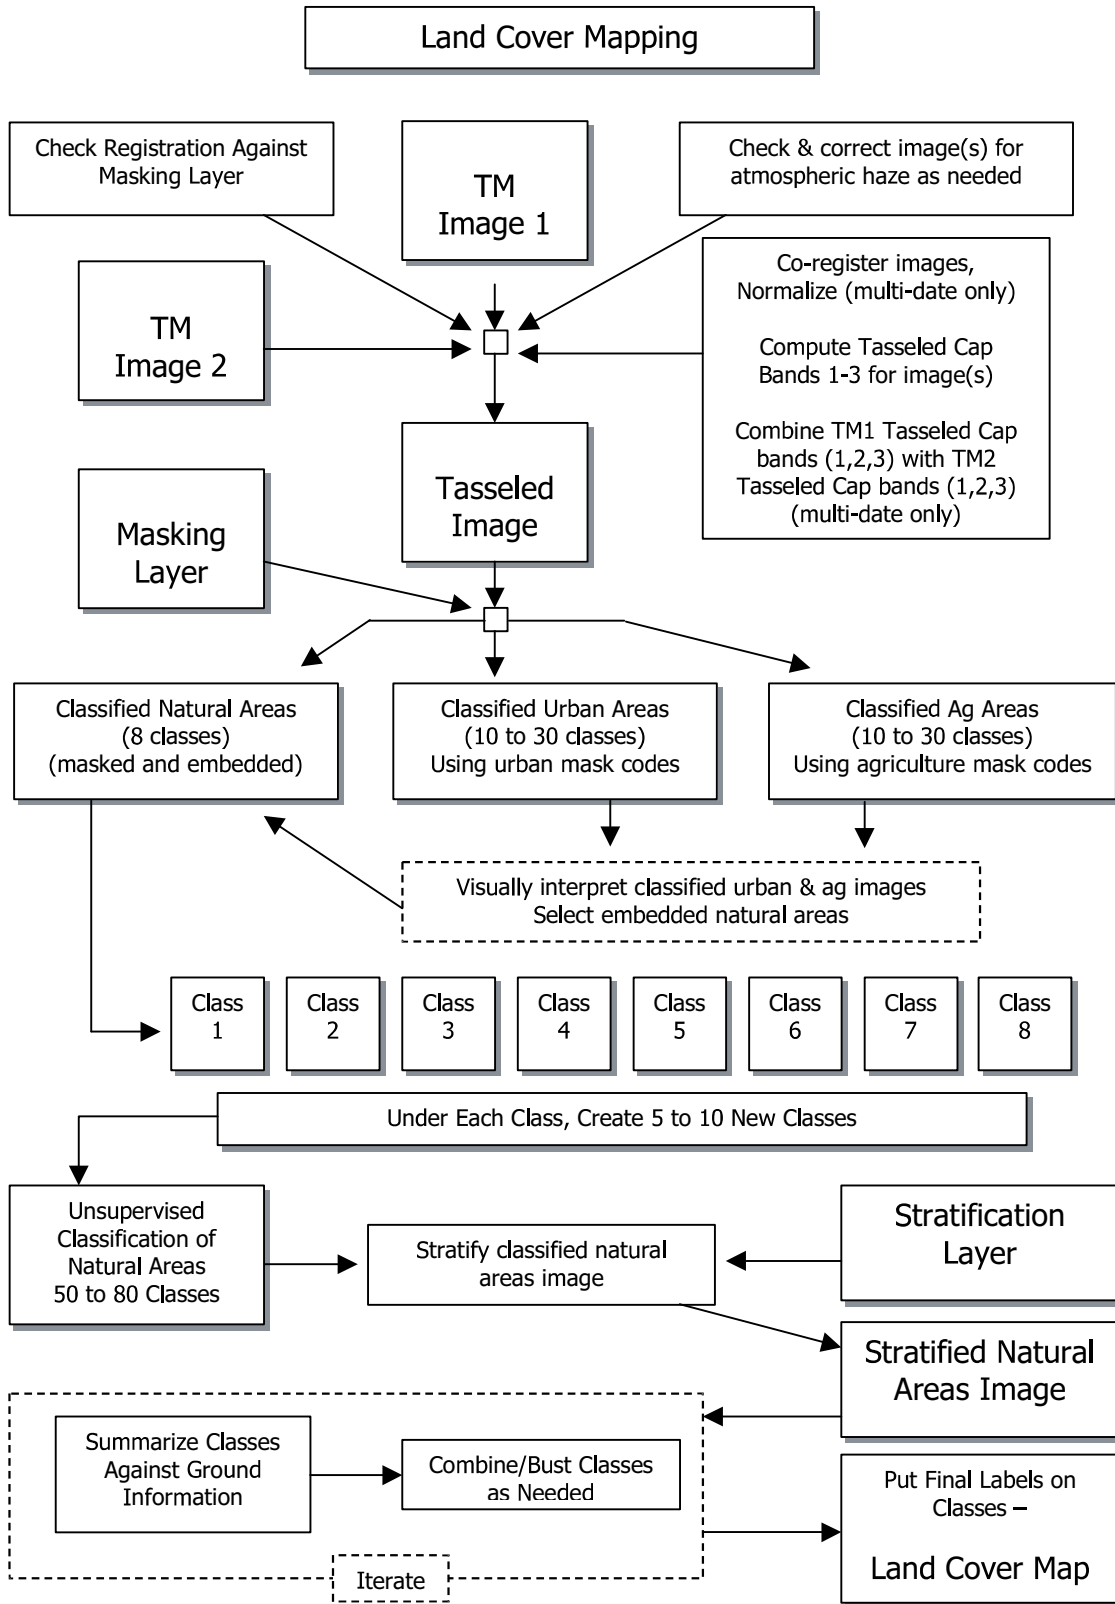 Land Cover Mapping
Check Registration Against
Masking Layer
TM
Image 1
Check & correct image(s) for
atmospheric haze as needed
TM
Image 2
Co-register images,
Normalize (multi-date only)
Compute Tasseled Cap
Bands 1-3 for image(s)
Combine TM1 Tasseled Cap
bands (1,2,3) with TM2
Tasseled Cap bands (1,2,3)
(multi-date only)
Tasseled
Image
Masking
Layer
Classified Natural Areas
(8 classes)
(masked and embedded)
Classified Urban Areas
(10 to 30 classes)
Using urban mask codes
Classified Ag Areas
(10 to 30 classes)
Using agriculture mask codes
Visually interpret classified urban & ag images
Select embedded natural areas
Class
1
Class
2
Class
3
Class
4
Class
5
Class
6
Class
7
Class
8
Under Each Class, Create 5 to 10 New Classes
Unsupervised
Classification of
Natural Areas
50 to 80 Classes
Stratify classified natural
areas image
Stratification
Layer
Stratified Natural
Areas Image
Summarize Classes
Against Ground
Information
Combine/Bust Classes
as Needed
Iterate
Put Final Labels on
Classes –
Land Cover Map